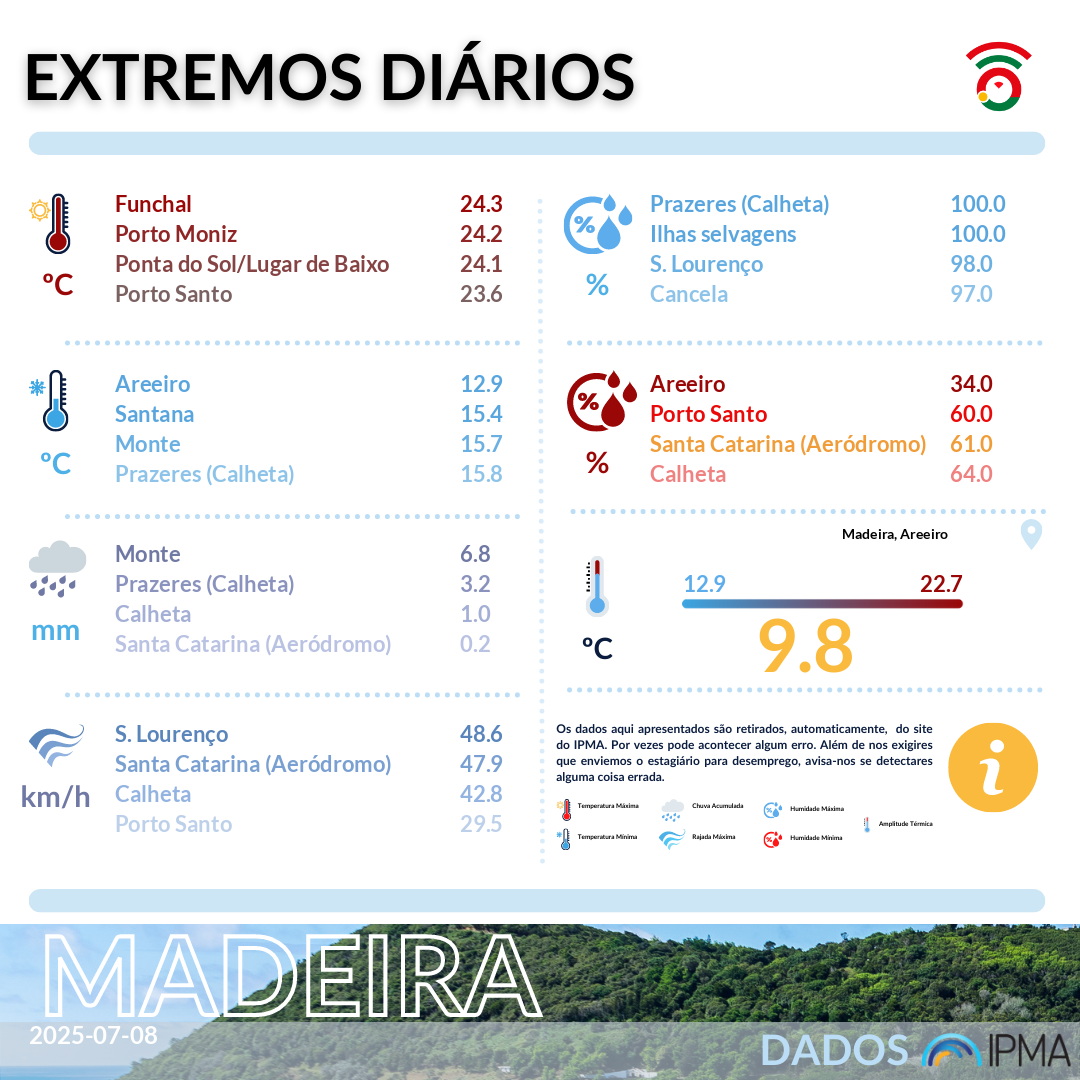 EXTREMOS DIÁRIOS
Funchal 24.3
Porto Moniz 24.2
Ponta do Sol/Lugar de Baixo 24.1
Porto Santo 23.6
ºC
Prazeres (Calheta) 100.0
Ilhas selvagens 100.0
S. Lourenço 98.0
Cancela 97.0
%
Areeiro 12.9
Santana 15.4
Monte 15.7
Prazeres (Calheta) 15.8
ºC
Areeiro 34.0
Porto Santo 60.0
Santa Catarina (Aeródromo) 61.0
Calheta 64.0
%
Monte 6.8
Prazeres (Calheta) 3.2
Calheta 1.0
Santa Catarina (Aeródromo) 0.2
mm
Madeira, Areeiro
12.9 22.7
9.8
ºC
S. Lourenço 48.6
Santa Catarina (Aeródromo) 47.9
Calheta 42.8
Porto Santo 29.5
km/h
Os dados aqui apresentados são retirados, automaticamente, do site
do IPMA. Por vezes pode acontecer algum erro. Além de nos exigires
que enviemos o estagiário para desemprego, avisa-nos se detectares
alguma coisa errada.
i
Temperatura Máxima
Chuva Acumulada
Humidade Máxima
Amplitude Térmica
Temperatura Mínima
Rajada Máxima
Humidade Mínima
MADEIRA
2025-07-08
DADOS IPMA